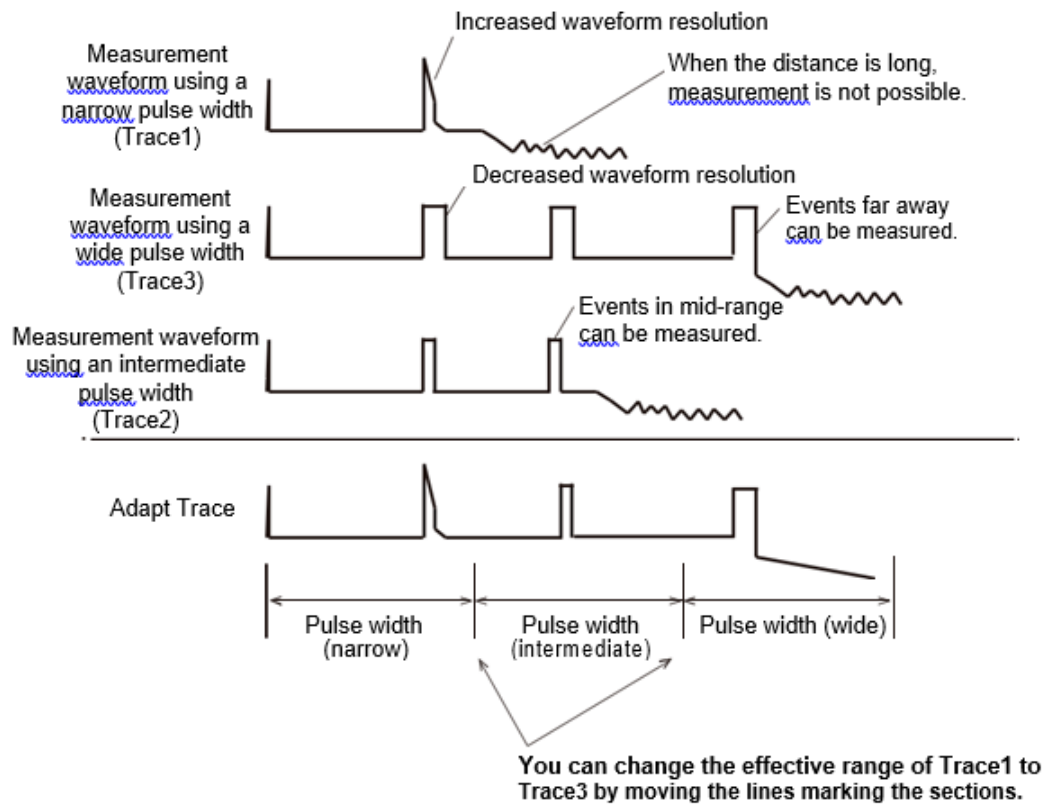 Increased waveform resolution
Measurement
waveform using a
narrow pulse width
(Trace1)
When the distance is long,
measurement is not possible.
Decreased waveform resolution
Measurement
waveform using a
wide pulse width
(Trace3)
Events far away
can be measured.
Events in mid-range
can be measured.
Measurement waveform
using an intermediate
pulse width
(Trace2)
Adapt Trace
Pulse width
(narrow)
Pulse width
(intermediate)
Pulse width (wide)
You can change the effective range of Trace1 to
Trace3 by moving the lines marking the sections.